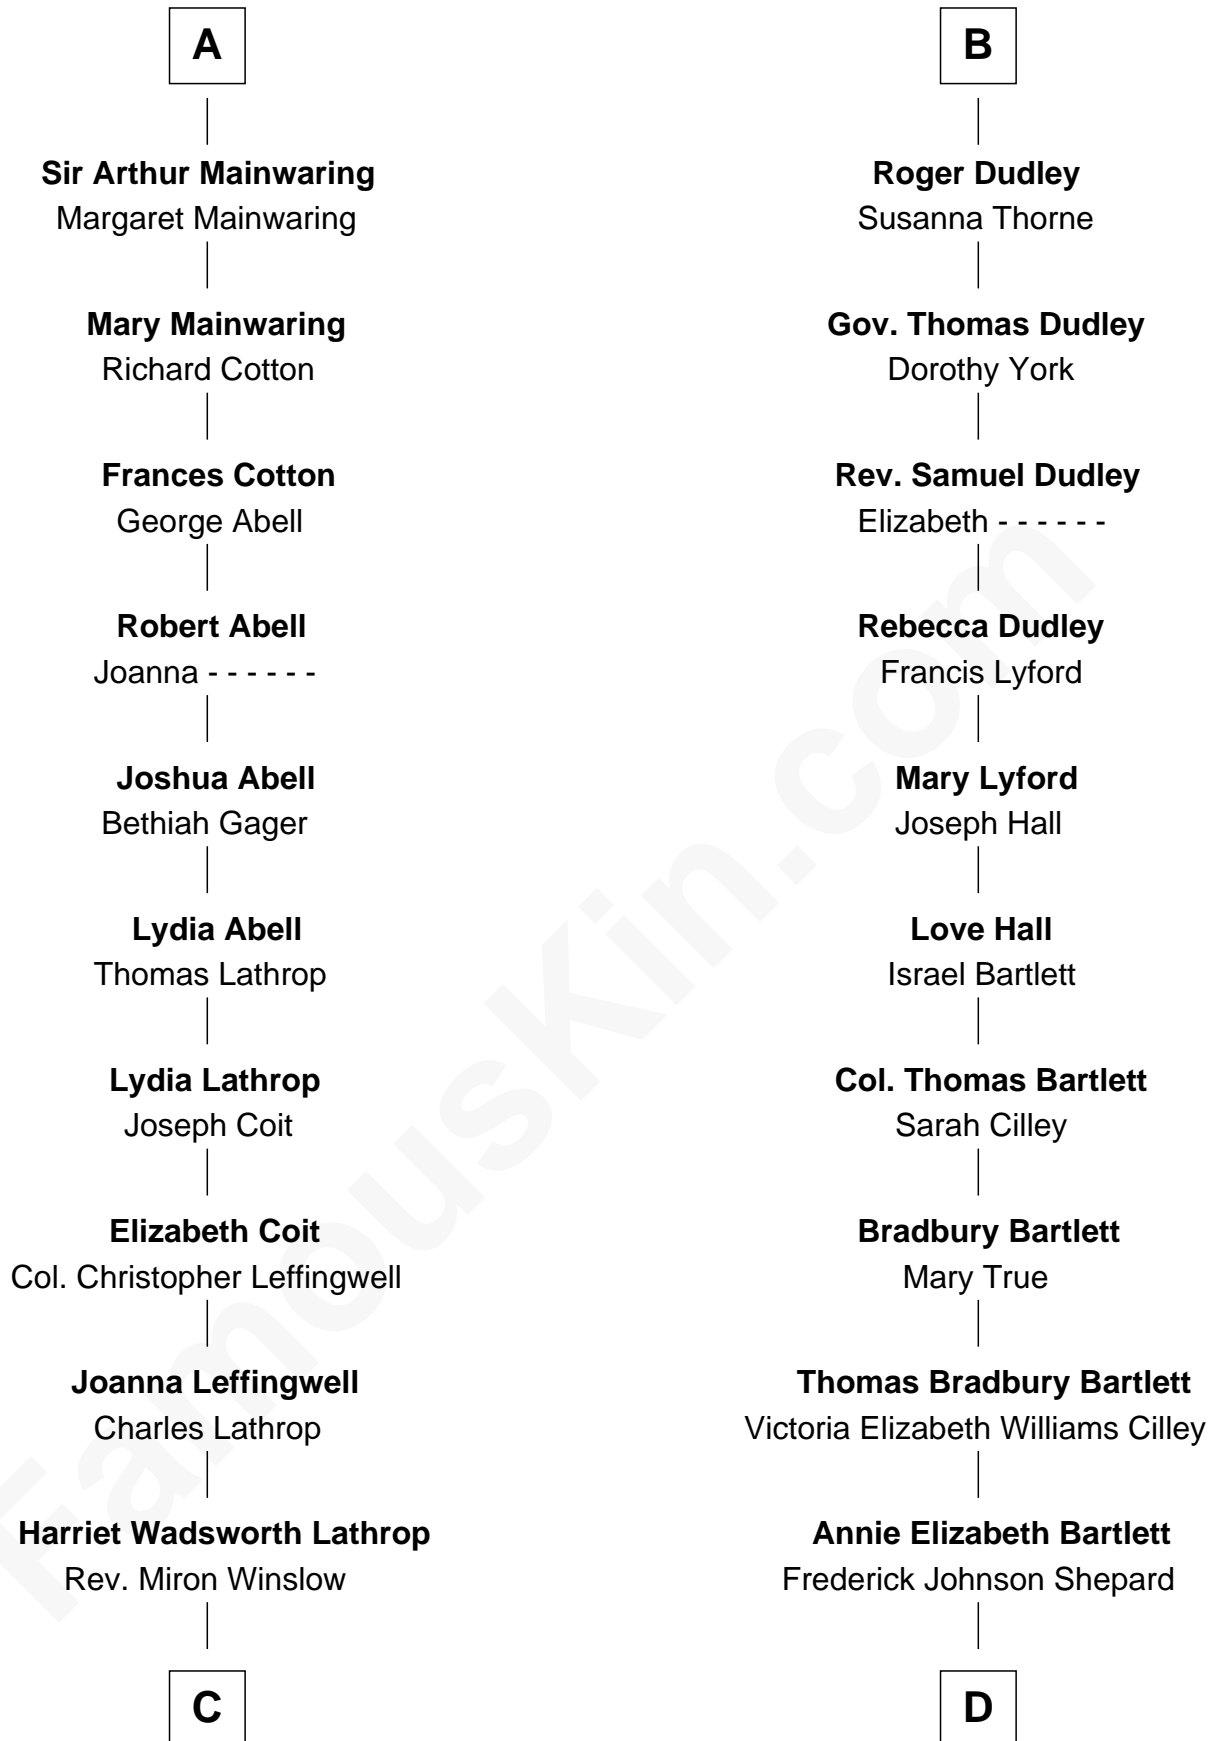 A
Sir Arthur Mainwaring
Margaret Mainwaring
Mary Mainwaring
Richard Cotton
Frances Cotton
George Abell
Robert Abell
Joanna - - - - - -
Joshua Abell
Bethiah Gager
Lydia Abell
Thomas Lathrop
Lydia Lathrop
Joseph Coit
Elizabeth Coit
Col. Christopher Leffingwell
Joanna Leffingwell
Charles Lathrop
Harriet Wadsworth Lathrop
Rev. Miron Winslow
C
B
Roger Dudley
Susanna Thorne
Gov. Thomas Dudley
Dorothy York
Rev. Samuel Dudley
Elizabeth - - - - - -
Rebecca Dudley
Francis Lyford
Mary Lyford
Joseph Hall
Love Hall
Israel Bartlett
Col. Thomas Bartlett
Sarah Cilley
Bradbury Bartlett
Mary True
Thomas Bradbury Bartlett
Victoria Elizabeth Williams Cilley
Annie Elizabeth Bartlett
Frederick Johnson Shepard
D
FamousKin.com